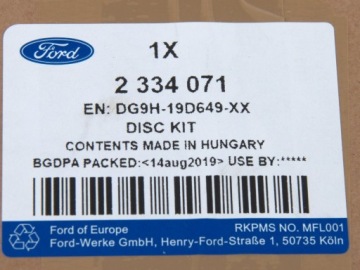 Ford
1X
2 334 071
EN: DG9H-19D649-XX
DISC KIT
CONTENTS MADE IN HUNGARY
BGDPA PACKED:<14aug2019> USE BY:*****
Ford of Europe
RKPMS NO. MFL001
Ford-Werke GmbH, Henry-Ford-Straße 1, 50735 Köln